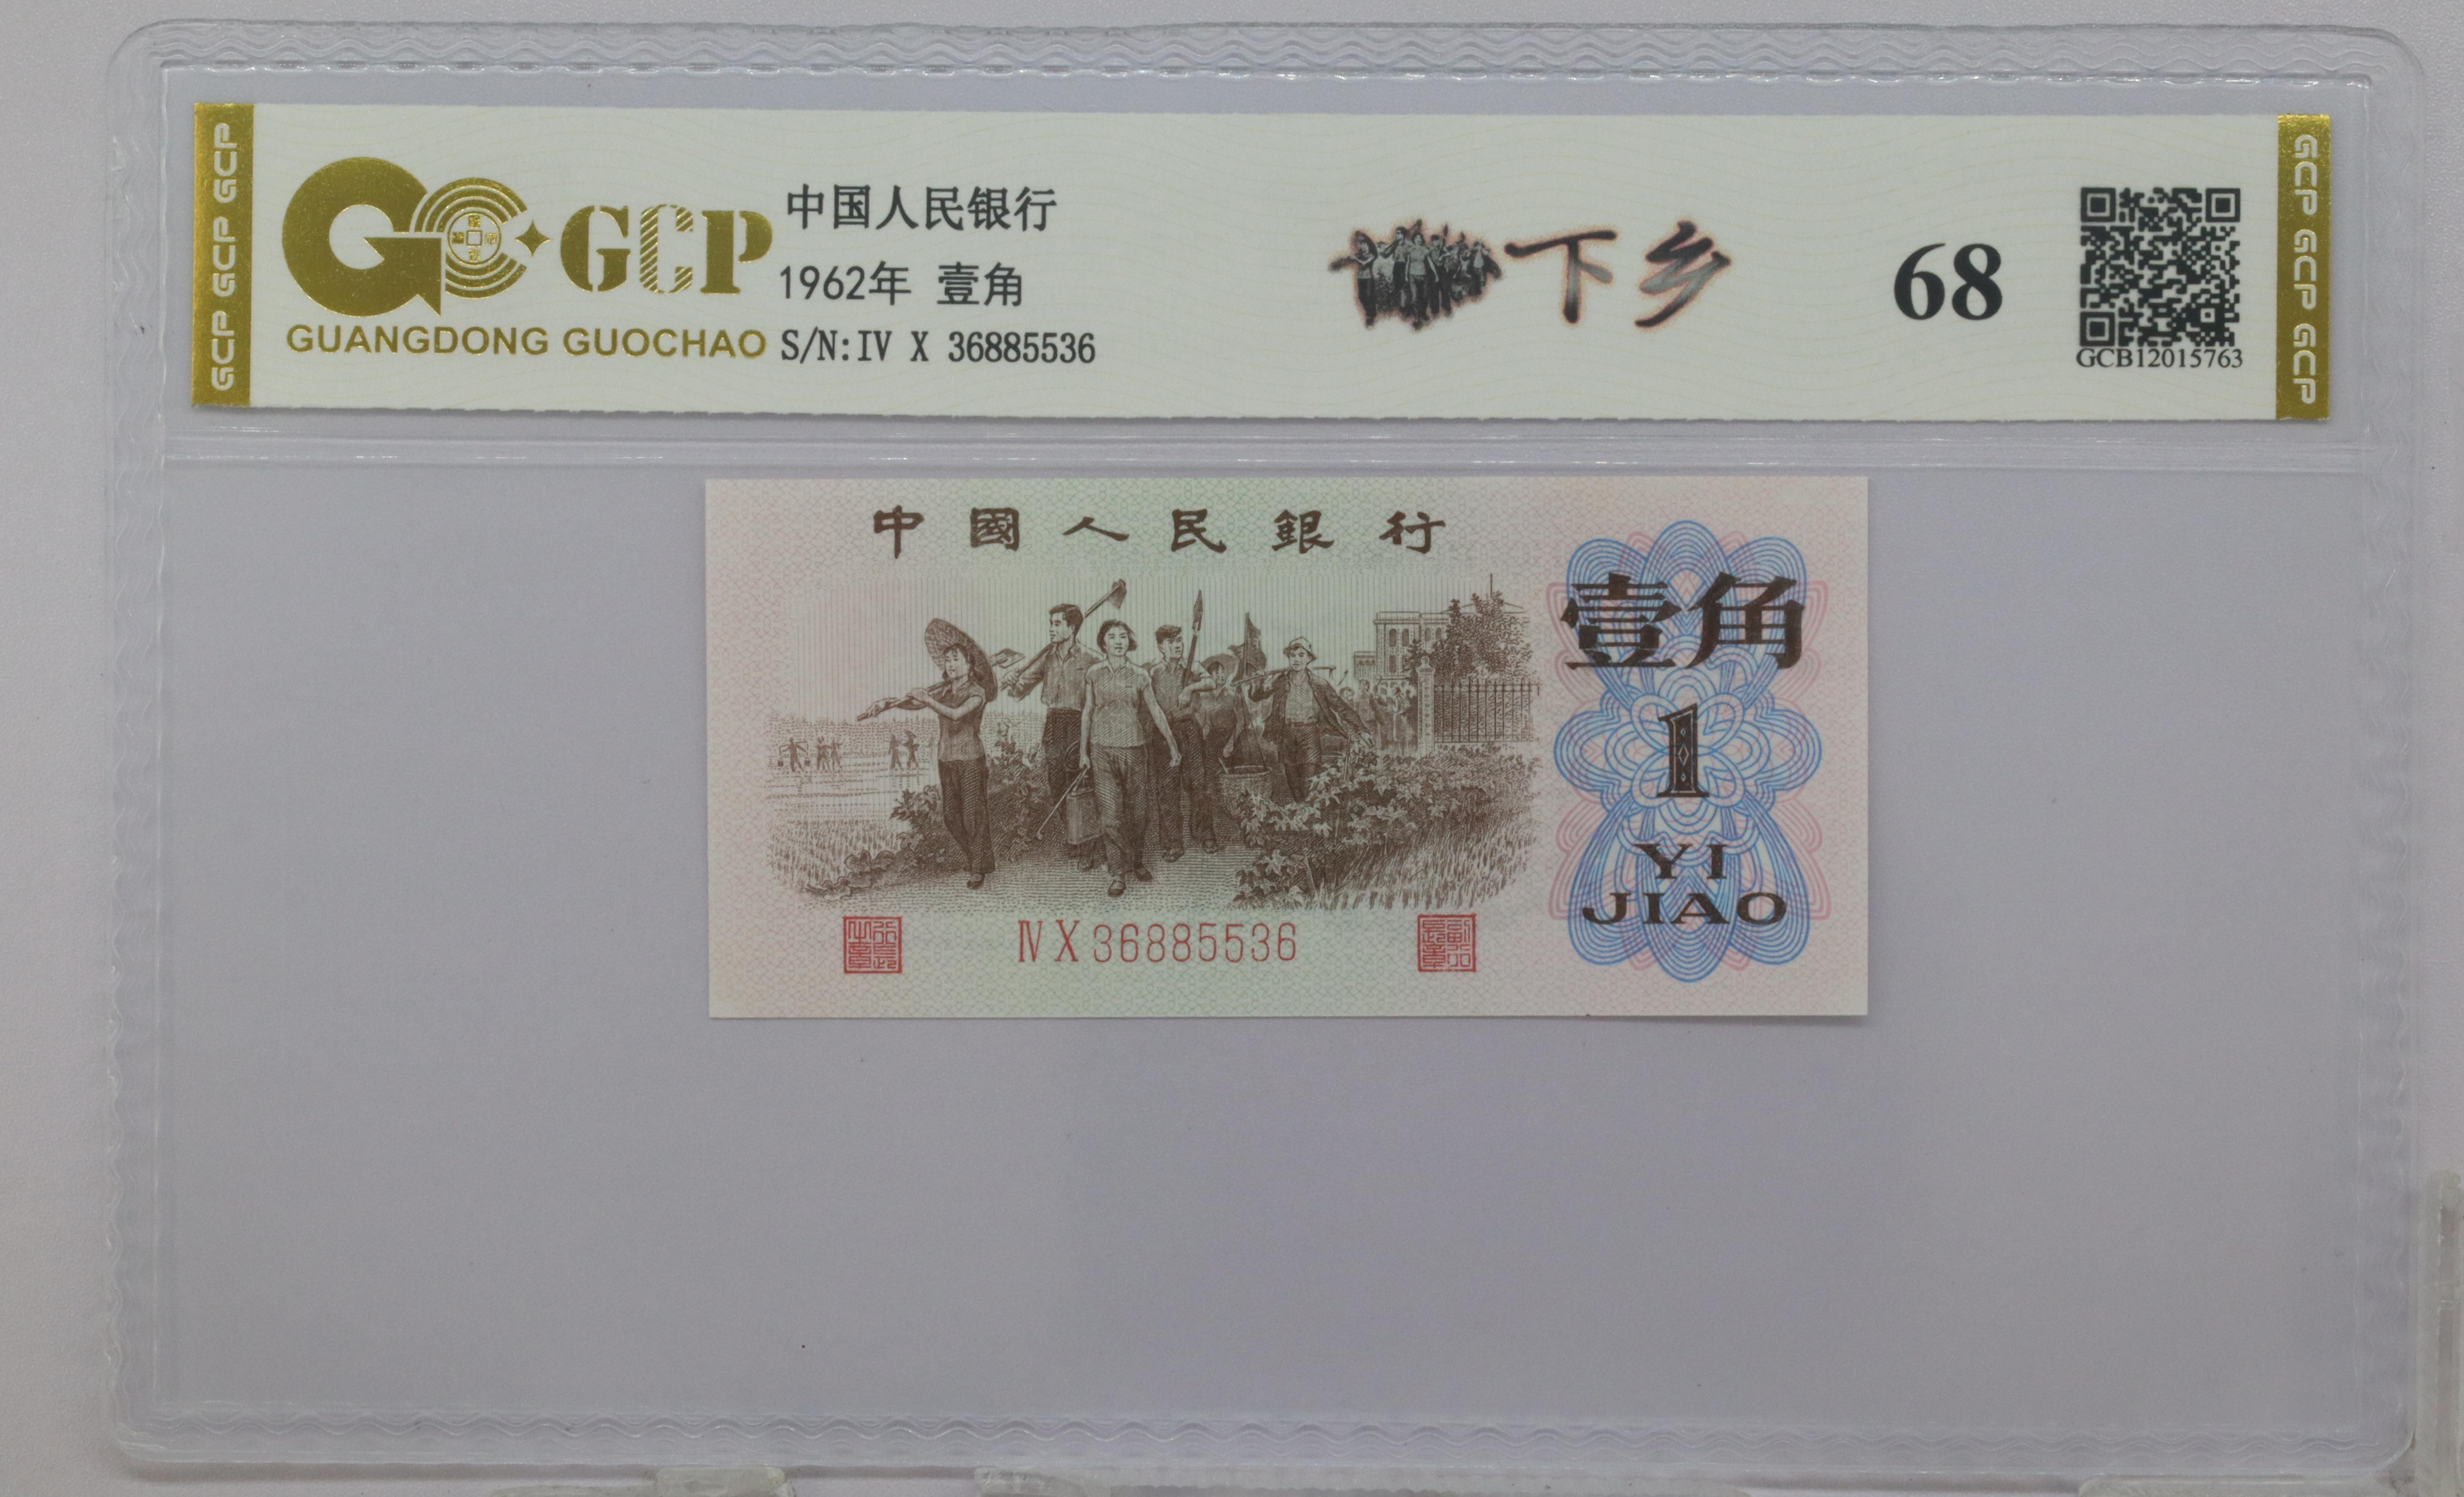 GCP GCP GCP
GCP
GUANGDONG GUOCHAO
中国人民银行
1962年 壹角
S/N:IV X 36885536
下乡
68
GCB12015763
GCP GCP GCP
中國人民銀行
壹角
1
YI
JIAO
ⅣX36885536